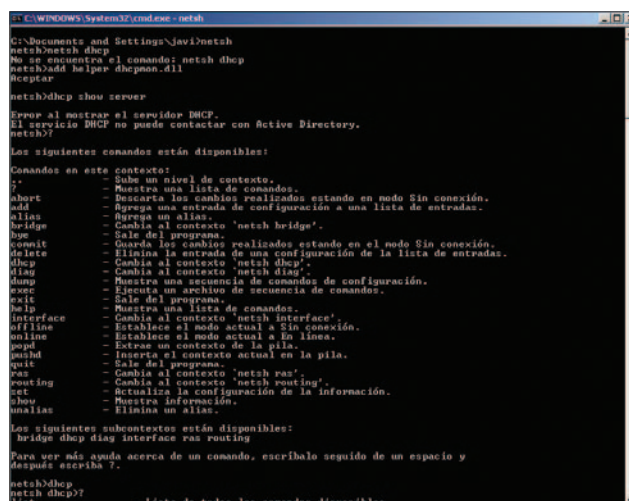 C:\WINDOWS\System32\cmd.exe - netsh
C:\Documents and Settings\javi>netsh
netsh>netsh dhcp
No se encuentra el comando: netsh dhcp
netsh>add helper dhcpmon.dll
Aceptar
netsh>dhcp show server
Error al mostrar el servidor DHCP.
El servicio DHCP no puede contactar con Active Directory.
netsh>?
Los siguientes comandos están disponibles:
Comandos en este contexto:
.. - Sube un nivel de contexto.
? - Muestra una lista de comandos.
abort - Descarta los cambios realizados estando en modo Sin conexión.
add - Agrega una entrada de configuración a una lista de entradas.
alias - Agrega un alias.
bridge - Cambia al contexto 'netsh bridge'.
bye - Sale del programa.
commit - Guarda los cambios realizados estando en el modo Sin conexión.
delete - Elimina la entrada de una configuración de la lista de entradas.
dhcp - Cambia al contexto 'netsh dhcp'.
diag - Cambia al contexto 'netsh diag'.
dump - Muestra una secuencia de comandos de configuración.
exec - Ejecuta un archivo de secuencia de comandos.
exit - Sale del programa.
help - Muestra una lista de comandos.
interface - Cambia al contexto 'netsh interface'.
offline - Establece el modo actual a Sin conexión.
online - Establece el modo actual a En línea.
popd - Extrae un contexto de la pila.
pushd - Inserta el contexto actual en la pila.
quit - Sale del programa.
ras - Cambia al contexto 'netsh ras'.
routing - Cambia al contexto 'netsh routing'.
set - Actualiza la configuración de la información.
show - Muestra información.
unalias - Elimina un alias.
Los siguientes subcontextos están disponibles:
bridge dhcp diag interface ras routing
Para ver más ayuda acerca de un comando, escríbalo seguido de un espacio y
después escriba ?.
netsh>dhcp
netsh dhcp>?